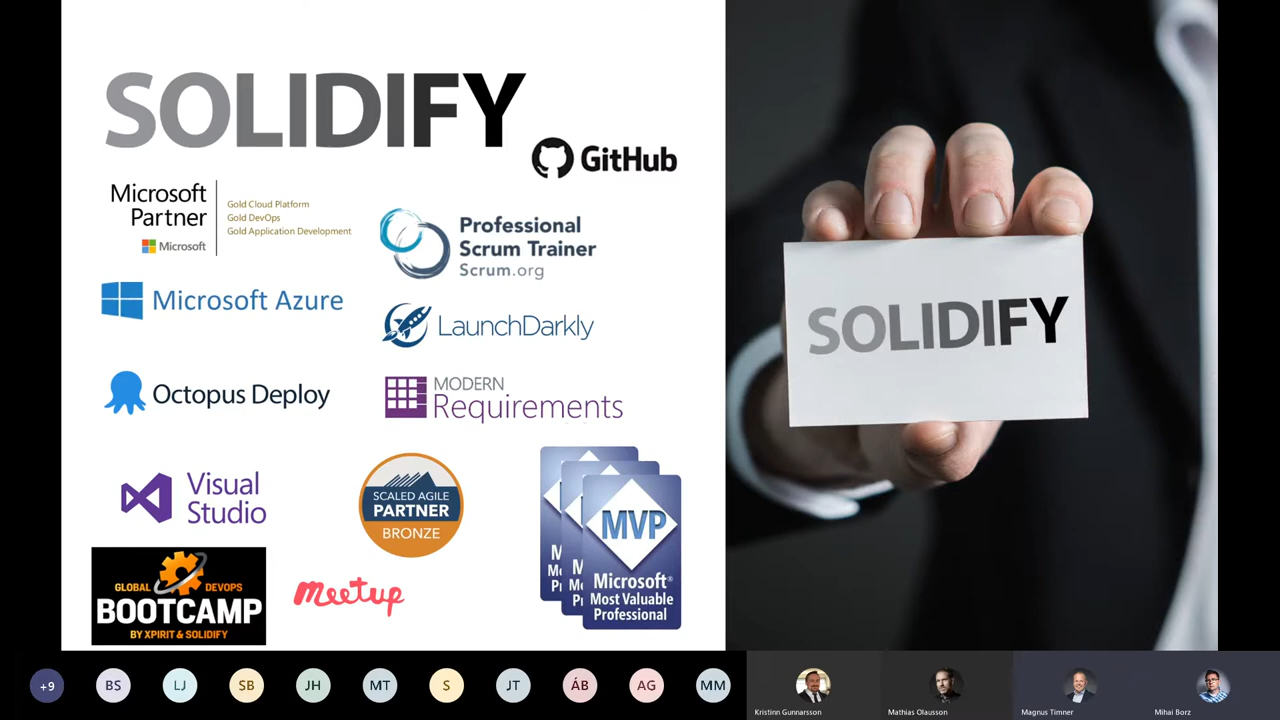 SOLIDIFY
GitHub
Microsoft
Partner
Microsoft
Gold Cloud Platform
Gold DevOps
Gold Application Development
Professional
Scrum Trainer
Scrum.org
Microsoft Azure
LaunchDarkly
Octopus Deploy
MODERN
Requirements
Visual
Studio
SCALED AGILE
PARTNER
BRONZE
M
M
Pr
M
M
Pr
MVP
Microsoft®
Most Valuable
Professional
GLOBAL DEVOPS
BOOTCAMP
BY XPIRIT & SOLIDIFY
meetup
SOLIDIFY
+9
BS
LJ
SB
JH
MT
S
JT
ÁB
AG
MM
Kristinn Gunnarsson
Mathias Olausson
Magnus Timner
Mihai Borz